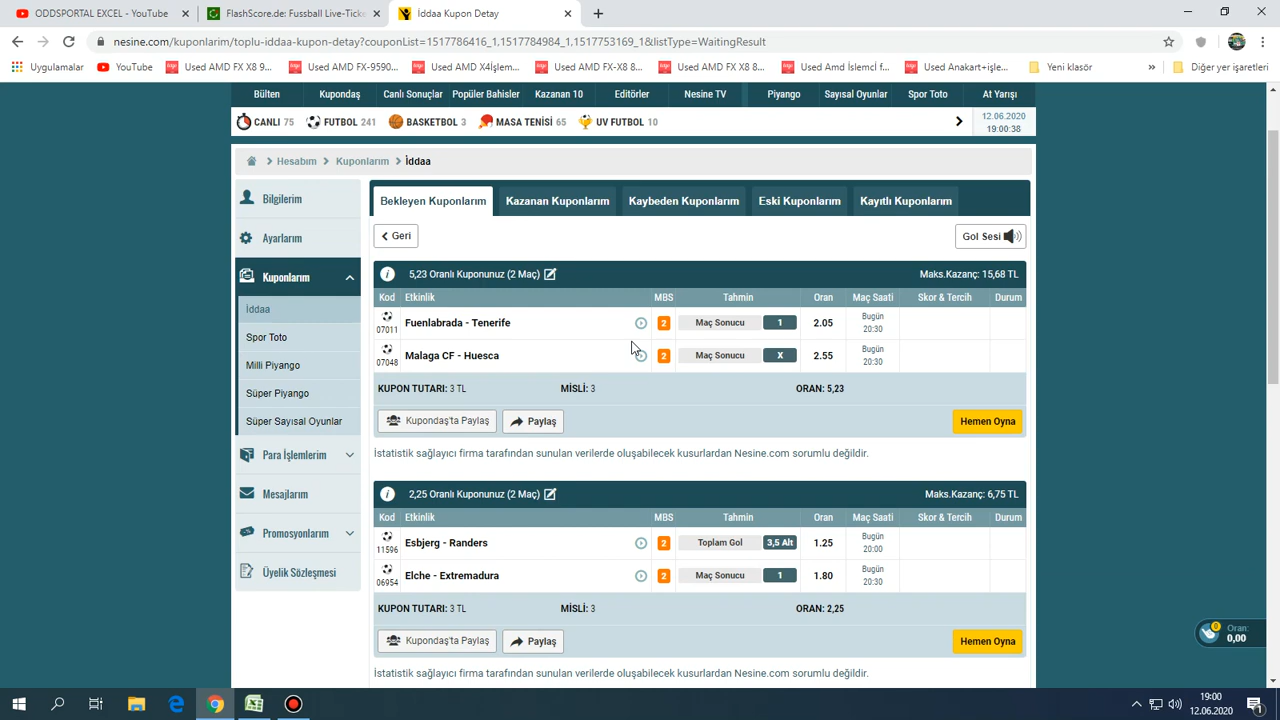 ODDSPORTAL EXCEL - YouTube
FlashScore.de: Fussball Live-Ticke
İddaa Kupon Detay
nesine.com/kuponlarim/toplu-iddaa-kupon-detay?couponList=1517786416_1,1517784984_1,1517753169_1&listType=WaitingResult
Uygulamalar
YouTube
Used AMD FX X8 9...
Used AMD FX-9590...
Used AMD X4İşlem...
Used AMD FX-X8 8...
Used AMD FX X8 8...
Used Amd İslemcİ f...
Used Anakart+işle...
Yeni klasör
»
Diğer yer işaretleri
Bülten
Kupondaş
Canlı Sonuçlar
Popüler Bahisler
Kazanan 10
Editörler
Nesine TV
Piyango
Sayısal Oyunlar
Spor Toto
At Yarışı
CANLI 75
FUTBOL 241
BASKETBOL 3
MASA TENİSİ 65
UV FUTBOL 10
12.06.2020
19:00:38
Hesabım
Kuponlarım
İddaa
Bilgilerim
Ayarlarım
Kuponlarım
İddaa
Spor Toto
Milli Piyango
Süper Piyango
Süper Sayısal Oyunlar
Para İşlemlerim
Mesajlarım
Promosyonlarım
Üyelik Sözleşmesi
Bekleyen Kuponlarım
Kazanan Kuponlarım
Kaybeden Kuponlarım
Eski Kuponlarım
Kayıtlı Kuponlarım
Geri
Gol Sesi
5,23 Oranlı Kuponunuz (2 Maç)
Maks.Kazanç: 15,68 TL
Kod Etkinlik MBS Tahmin Oran Maç Saati Skor & Tercih Durum
07011 Fuenlabrada - Tenerife 2 Maç Sonucu 1 2.05 Bugün 20:30
07048 Malaga CF - Huesca 2 Maç Sonucu X 2.55 Bugün 20:30
KUPON TUTARI: 3 TL MİSLİ: 3 ORAN: 5,23
Kupondaş'ta Paylaş
Paylaş
Hemen Oyna
İstatistik sağlayıcı firma tarafından sunulan verilerde oluşabilecek kusurlardan Nesine.com sorumlu değildir.
2,25 Oranlı Kuponunuz (2 Maç)
Maks.Kazanç: 6,75 TL
Kod Etkinlik MBS Tahmin Oran Maç Saati Skor & Tercih Durum
11596 Esbjerg - Randers 2 Toplam Gol 3,5 Alt 1.25 Bugün 20:00
06954 Elche - Extremadura 2 Maç Sonucu 1 1.80 Bugün 20:30
KUPON TUTARI: 3 TL MİSLİ: 3 ORAN: 2,25
Kupondaş'ta Paylaş
Paylaş
Hemen Oyna
İstatistik sağlayıcı firma tarafından sunulan verilerde oluşabilecek kusurlardan Nesine.com sorumlu değildir.
0
Oran:
0,00
19:00
12.06.2020
1